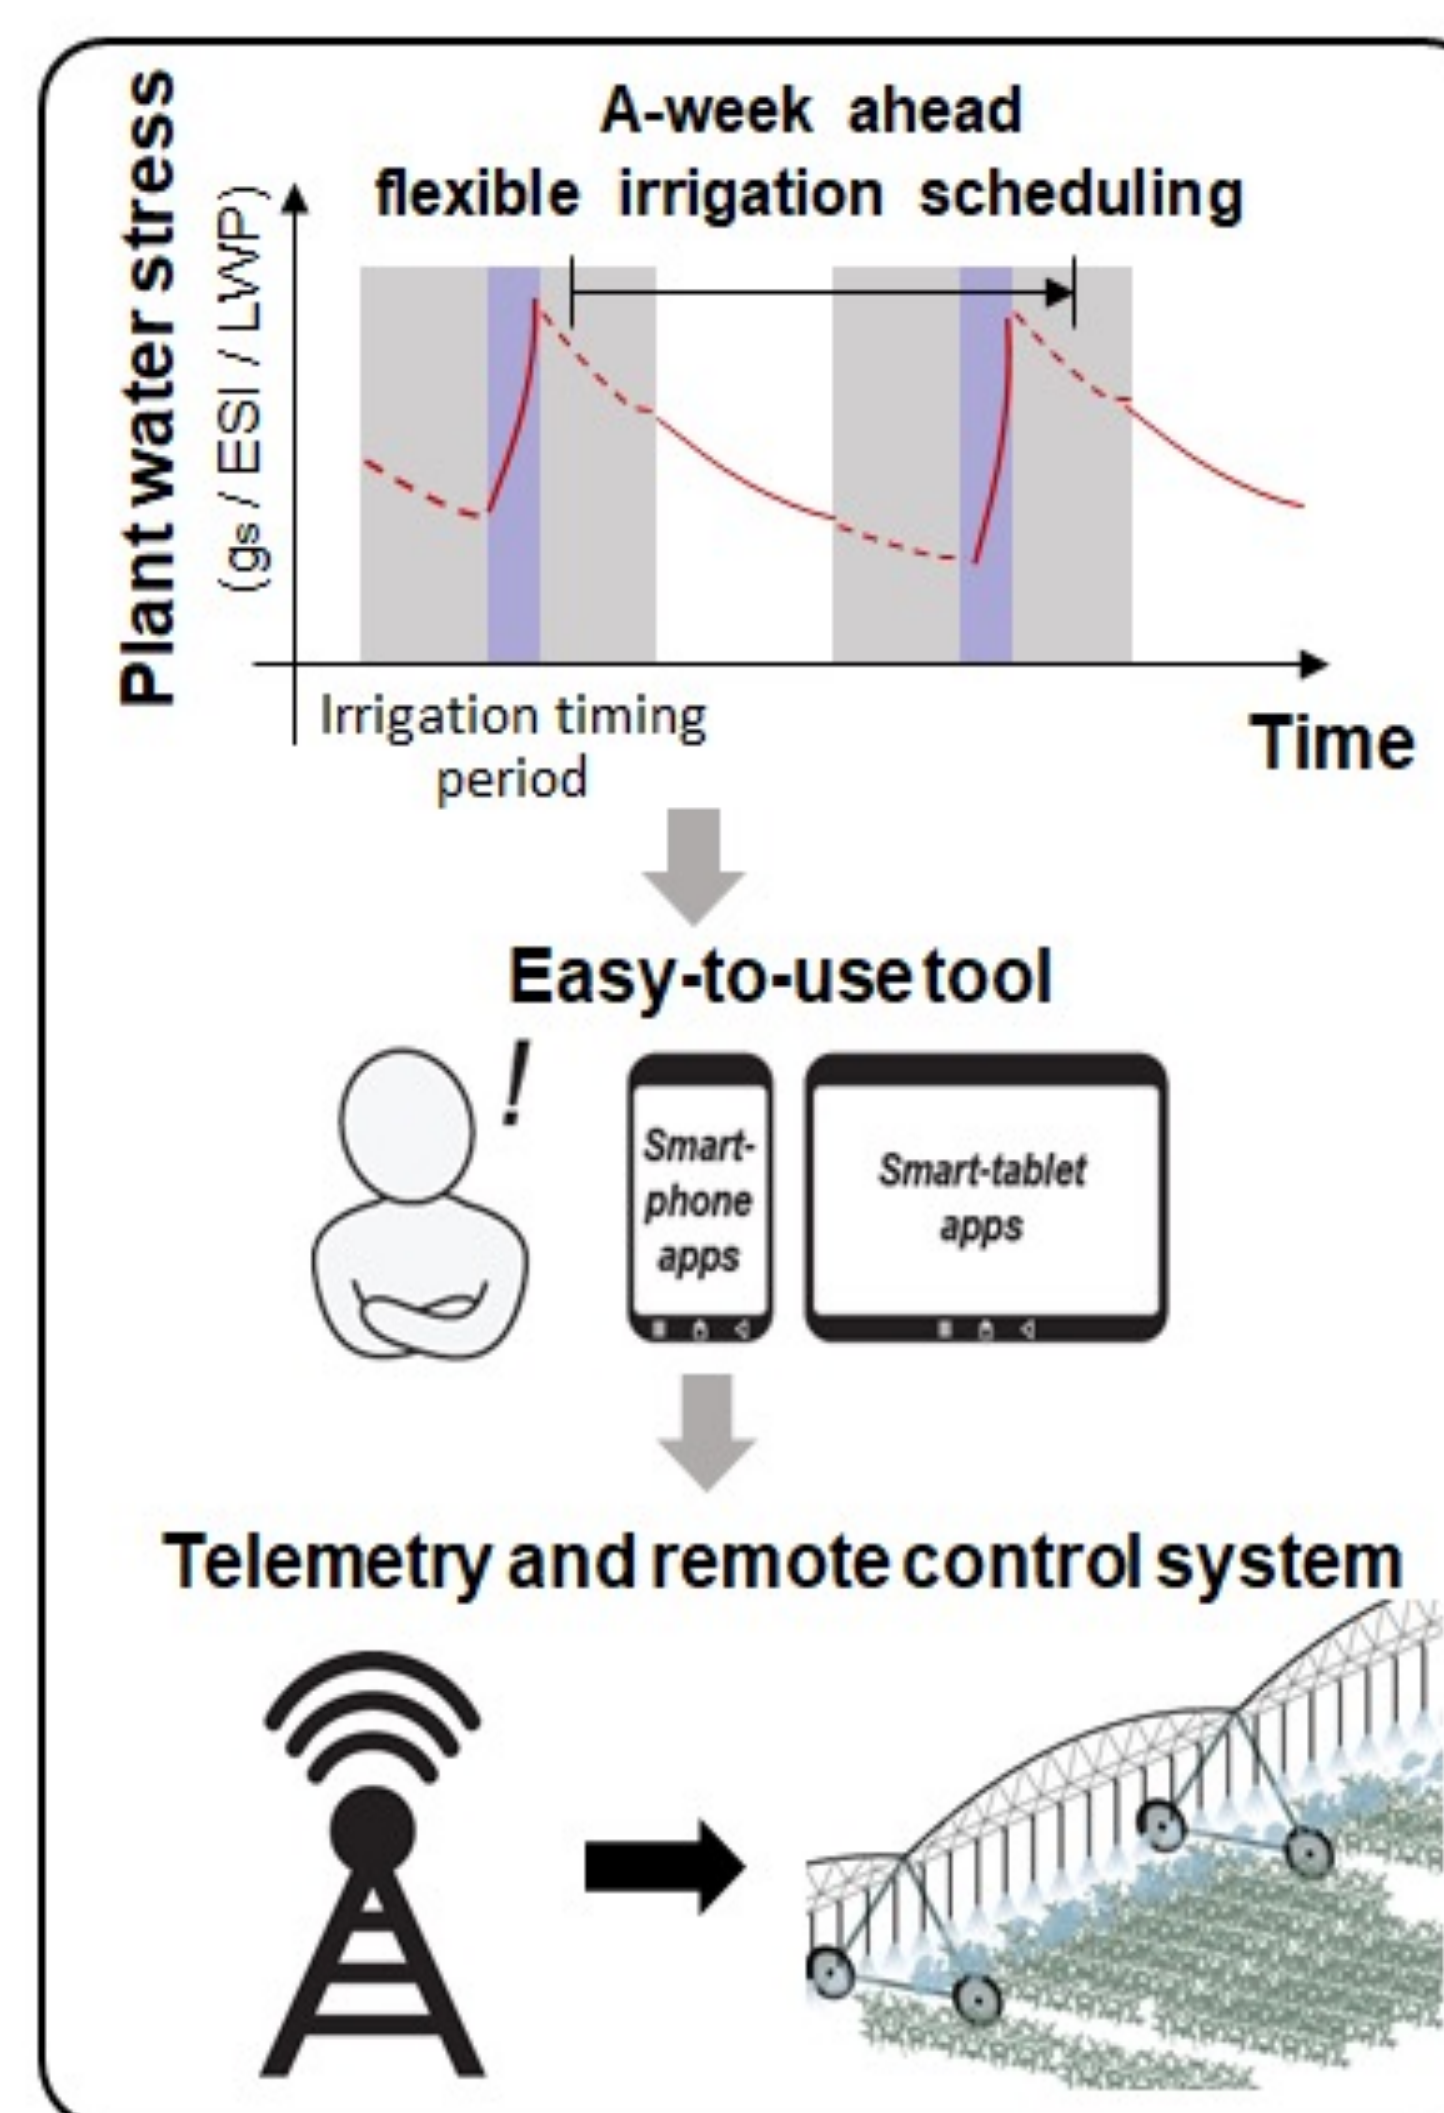 A-week ahead
flexible irrigation scheduling
Plant water stress
(gs / ESI / LWP)
Irrigation timing
period
Time
Easy-to-use tool
!
Smart-
phone
apps
Smart-tablet
apps
Telemetry and remote control system